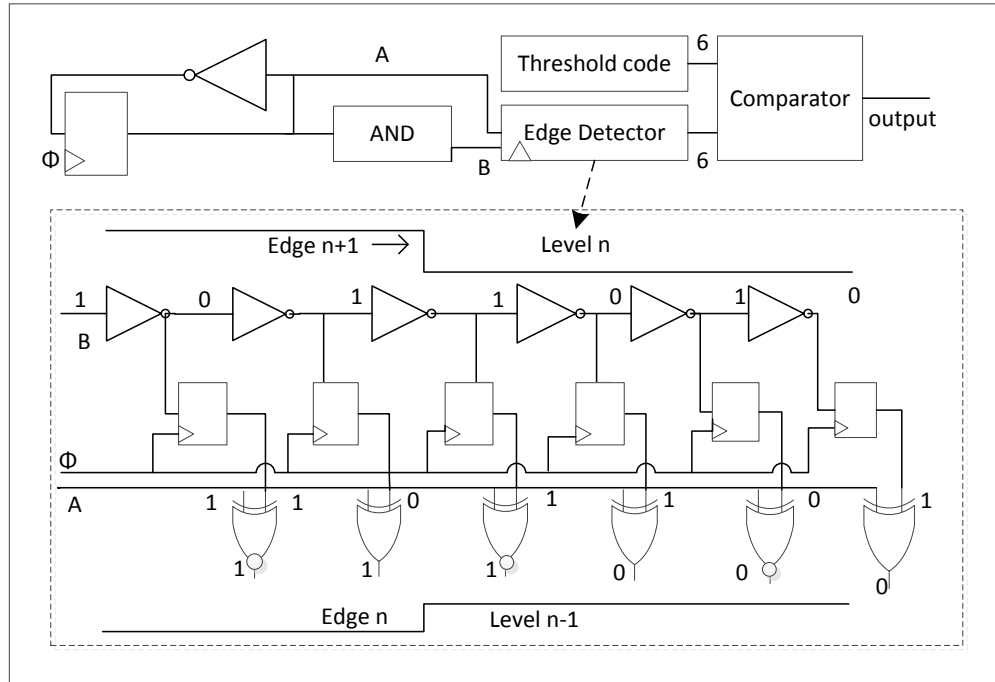 A
Threshold code
6
Comparator
output
Φ
AND
B
Edge Detector
6
Edge n+1
Level n
1
0
1
1
0
1
0
B
Φ
A
1
1
0
1
1
0
1
1
1
1
0
0
0
Edge n
Level n-1